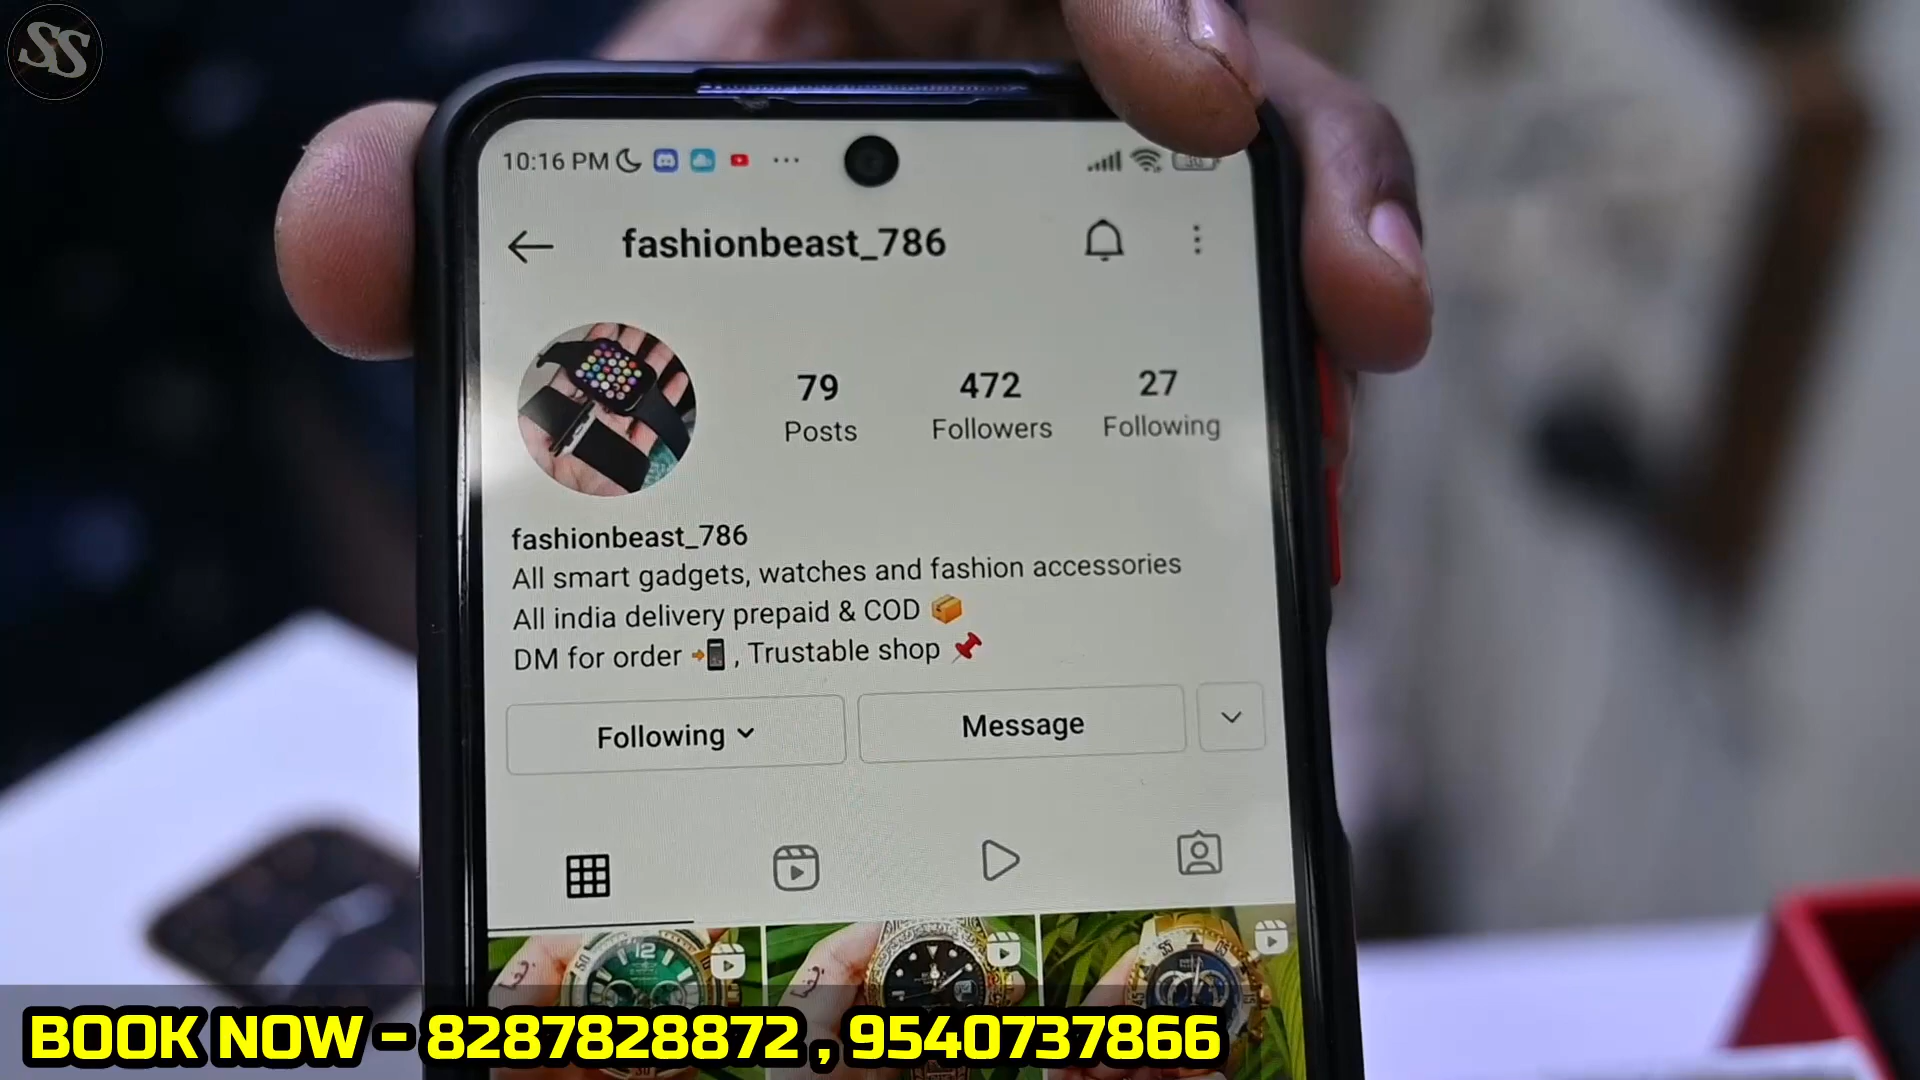 SS
10:16 PM
fashionbeast_786
79 472 27
Posts Followers Following
fashionbeast_786
All smart gadgets, watches and fashion accessories
All india delivery prepaid & COD 📦
DM for order 📲 , Trustable shop 📌
Following
Message
12
BOOK NOW - 8287828872 , 9540737866